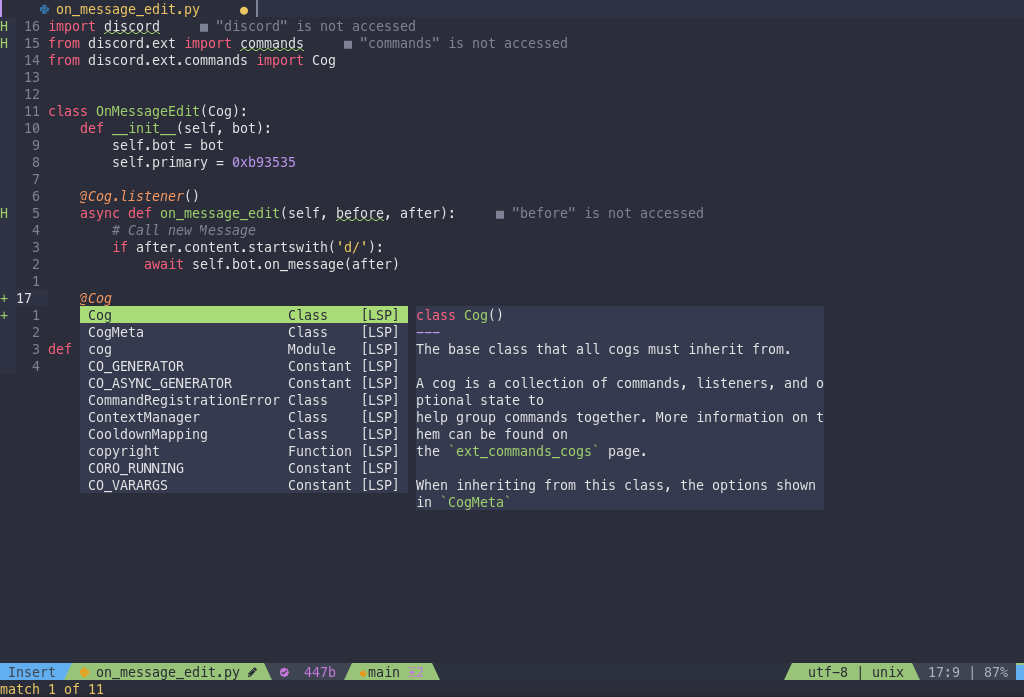 on_message_edit.py
H 16 import discord ■ "discord" is not accessed
H 15 from discord.ext import commands ■ "commands" is not accessed
14 from discord.ext.commands import Cog
13
12
11 class OnMessageEdit(Cog):
10 def __init__(self, bot):
9 self.bot = bot
8 self.primary = 0xb93535
7
6 @Cog.listener()
H 5 async def on_message_edit(self, before, after): ■ "before" is not accessed
4 # Call new Message
3 if after.content.startswith('d/'):
2 await self.bot.on_message(after)
1
+ 17 @Cog
+ 1 Cog Class [LSP] class Cog()
2 CogMeta Class [LSP] ---
3 def cog Module [LSP] The base class that all cogs must inherit from.
4 CO_GENERATOR Constant [LSP]
CO_ASYNC_GENERATOR Constant [LSP] A cog is a collection of commands, listeners, and o
CommandRegistrationError Class [LSP] ptional state to
ContextManager Class [LSP] help group commands together. More information on t
CooldownMapping Class [LSP] hem can be found on
copyright Function [LSP] the `ext_commands_cogs` page.
CORO_RUNNING Constant [LSP]
CO_VARARGS Constant [LSP] When inheriting from this class, the options shown
in `CogMeta`
Insert on_message_edit.py 447b main utf-8 | unix 17:9 | 87%
match 1 of 11